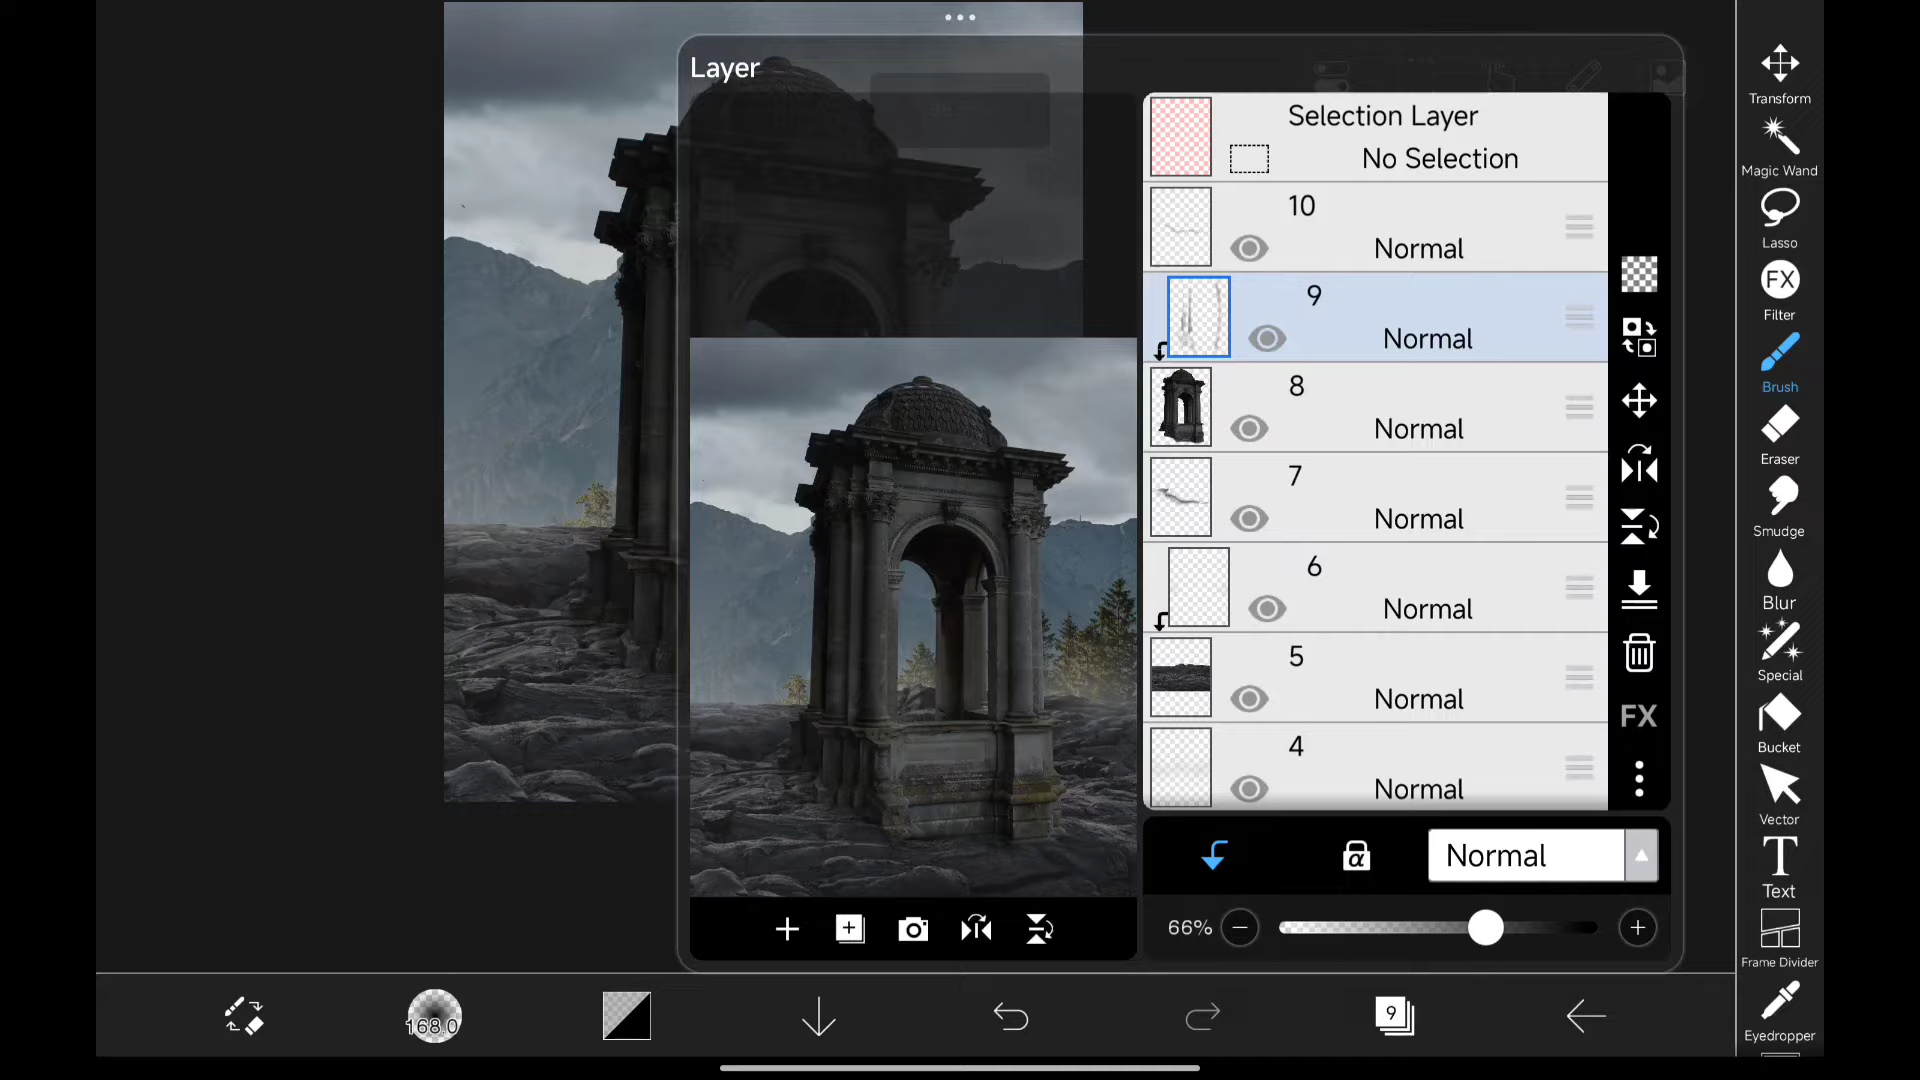 Layer
Selection Layer
No Selection
10
Normal
9
Normal
8
Normal
7
Normal
6
Normal
5
Normal
4
Normal
FX
α
Normal
66%
Transform
Magic Wand
Lasso
FX
Filter
Brush
Eraser
Smudge
Blur
Special
Bucket
Vector
T
Text
Frame Divider
Eyedropper
168.0
9